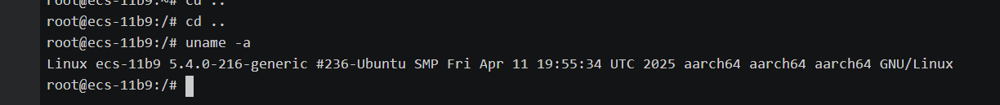 root@ecs-11b9:~# cd ..
root@ecs-11b9:/# cd ..
root@ecs-11b9:/# uname -a
Linux ecs-11b9 5.4.0-216-generic #236-Ubuntu SMP Fri Apr 11 19:55:34 UTC 2025 aarch64 aarch64 aarch64 GNU/Linux
root@ecs-11b9:/#